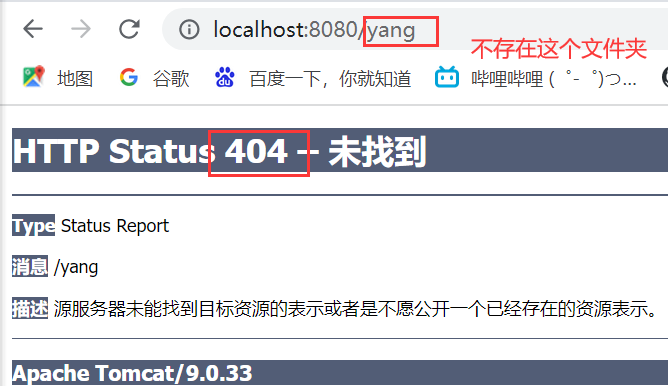 localhost:8080/yang
不存在这个文件夹
地图 谷歌 百度一下，你就知道 哔哩哔哩 (゜-゜)つ...
HTTP Status 404 – 未找到
Type Status Report
消息 /yang
描述 源服务器未能找到目标资源的表示或者是不愿公开一个已经存在的资源表示。
Apache Tomcat/9.0.33